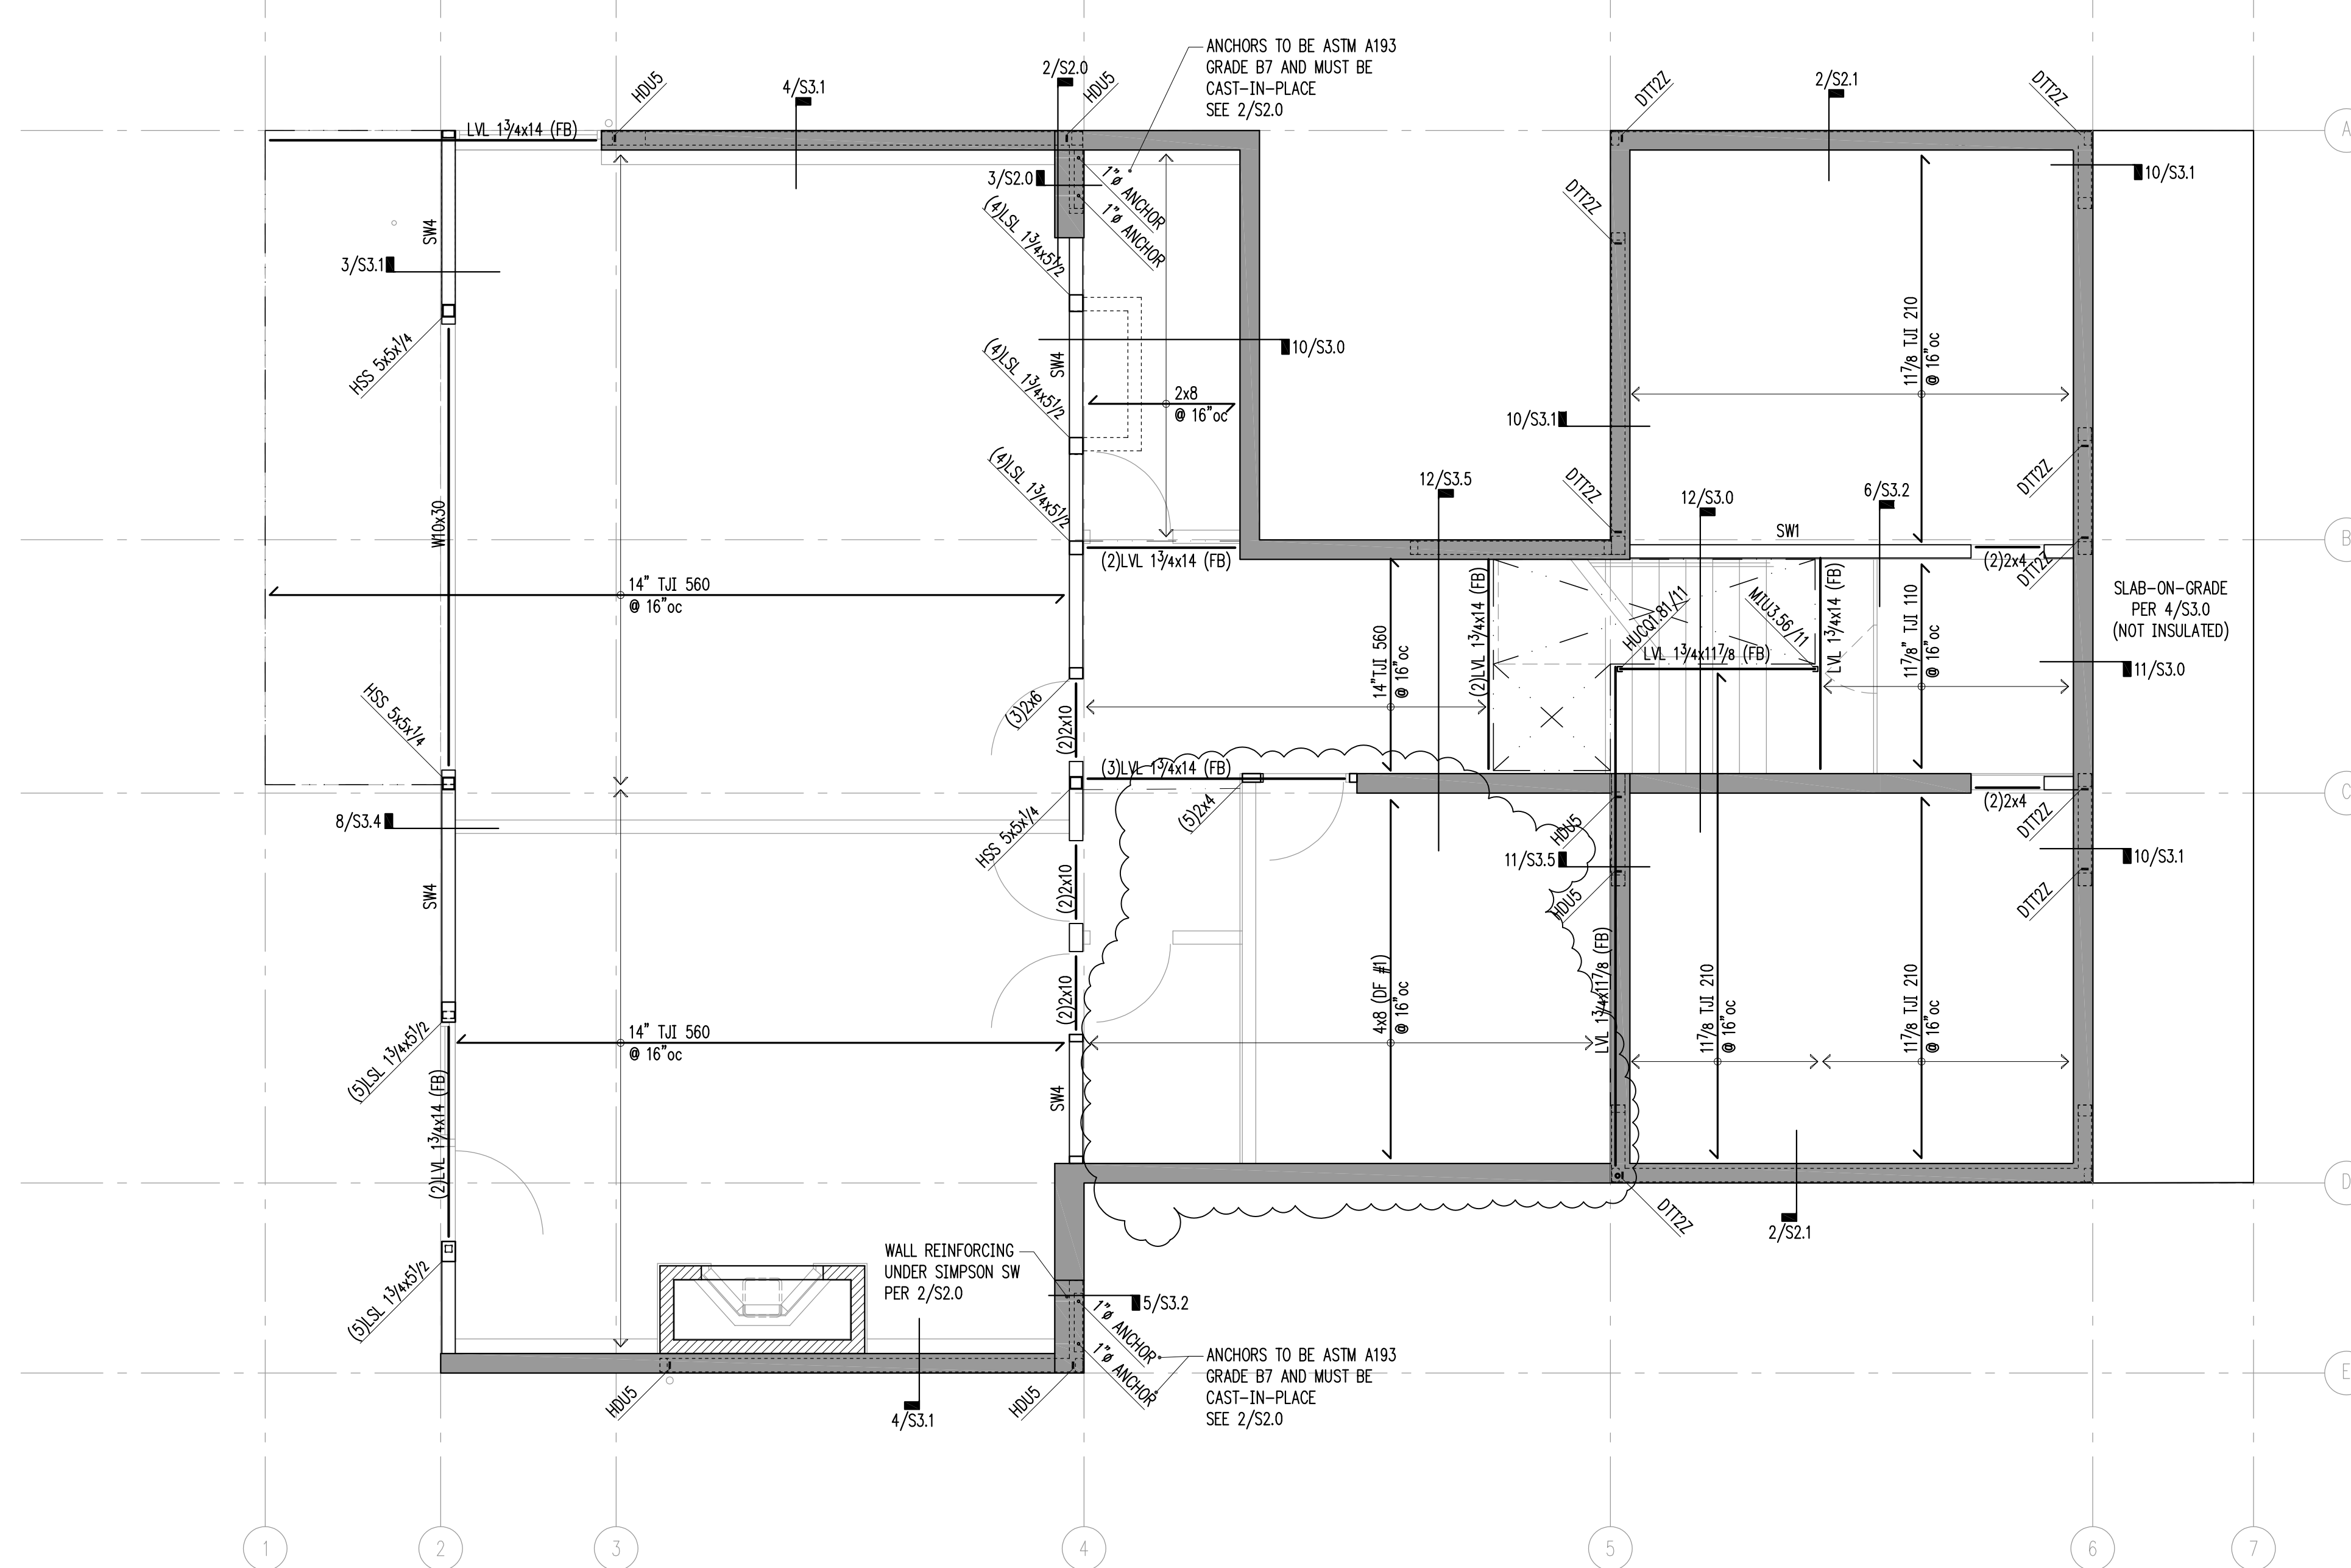 ANCHORS TO BE ASTM A193
GRADE B7 AND MUST BE
CAST-IN-PLACE
SEE 2/S2.0
2/S2.0
HDU5
HDU5
4/S3.1
DTT2Z
2/S2.1
DTT2Z
LVL 1¾x14 (FB)
A
3/S2.0
1"ø ANCHOR
1"ø ANCHOR
10/S3.1
DTT2Z
SW4
(4)LSL 1¾x5½
3/S3.1
HSS 5x5x¼
(4)LSL 1¾x5½
SW4
10/S3.0
11⅞ TJI 210
@ 16"oc
2x8
@ 16"oc
10/S3.1
(4)LSL 1¾x5½
12/S3.5
DTT2Z
12/S3.0
6/S3.2
DTT2Z
W10x30
SW1
B
(2)LVL 1¾x14 (FB)
(2)2x4
DTT2Z
14" TJI 560
@ 16"oc
14"TJI 560
@ 16"oc
(2)LVL 1¾x14 (FB)
HUCQ1.81/11
MIU3.56/11
LVL 1¾x14 (FB)
LVL 1¾x11⅞ (FB)
11⅞" TJI 110
@ 16"oc
SLAB-ON-GRADE
PER 4/S3.0
(NOT INSULATED)
11/S3.0
HSS 5x5x¼
(3)2x6
(2)2x10
(3)LVL 1¾x14 (FB)
C
(5)2x4
(2)2x4
DTT2Z
8/S3.4
HSS 5x5x¼
HDU5
11/S3.5
10/S3.1
SW4
(2)2x10
HDU5
DTT2Z
(2)2x10
4x8 (DF #1)
@ 16"oc
LVL 1¾x11⅞ (FB)
11⅞ TJI 210
@ 16"oc
11⅞ TJI 210
@ 16"oc
14" TJI 560
@ 16"oc
(5)LSL 1¾x5½
SW4
(2)LVL 1¾x14 (FB)
D
DTT2Z
2/S2.1
WALL REINFORCING
UNDER SIMPSON SW
PER 2/S2.0
5/S3.2
(5)LSL 1¾x5½
1"ø ANCHOR
1"ø ANCHOR
ANCHORS TO BE ASTM A193
GRADE B7 AND MUST BE
CAST-IN-PLACE
SEE 2/S2.0
E
HDU5
HDU5
4/S3.1
1
2
3
4
5
6
7